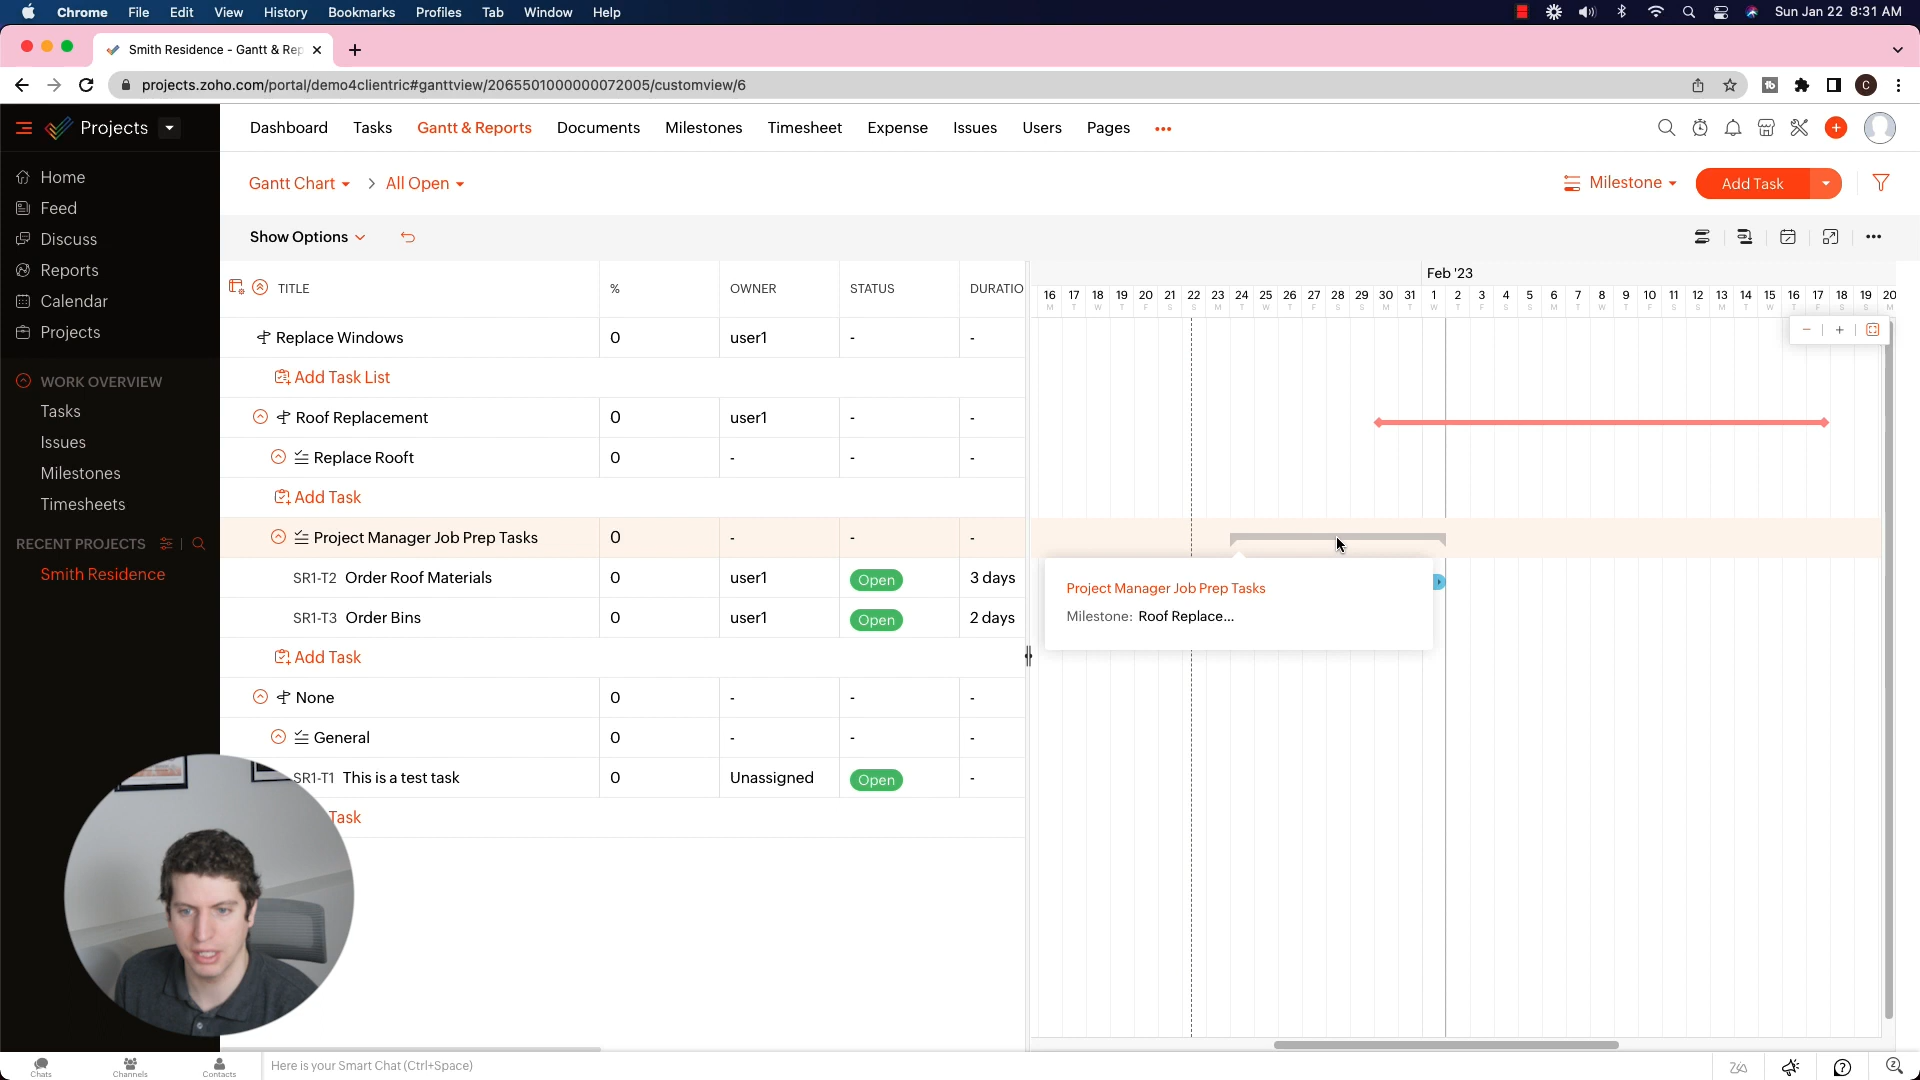 Chrome File Edit View History Bookmarks Profiles Tab Window Help Sun Jan 22 8:31 AM
Smith Residence - Gantt & Rep
projects.zoho.com/portal/demo4clientric#ganttview/2065501000000072005/customview/6 C
Projects Dashboard Tasks Gantt & Reports Documents Milestones Timesheet Expense Issues Users Pages
Home
Feed
Discuss
Reports
Calendar
Projects
WORK OVERVIEW
Tasks
Issues
Milestones
Timesheets
RECENT PROJECTS
Smith Residence
Gantt Chart > All Open Milestone Add Task
Show Options
TITLE % OWNER STATUS DURATIO
Feb '23
16 17 18 19 20 21 22 23 24 25 26 27 28 29 30 31 1 2 3 4 5 6 7 8 9 10 11 12 13 14 15 16 17 18 19 20
M T W T F S S M T W T F S S M T W T F S S M T W T F S S M T W T F S S M
Replace Windows 0 user1 - -
Add Task List
Roof Replacement 0 user1 - -
Replace Rooft 0 - - -
Add Task
Project Manager Job Prep Tasks 0 - - -
SR1-T2 Order Roof Materials 0 user1 Open 3 days
SR1-T3 Order Bins 0 user1 Open 2 days
Add Task
None 0 - - -
General 0 - - -
SR1-T1 This is a test task 0 Unassigned Open -
Task
Project Manager Job Prep Tasks
Milestone: Roof Replace...
Chats Channels Contacts Here is your Smart Chat (Ctrl+Space)